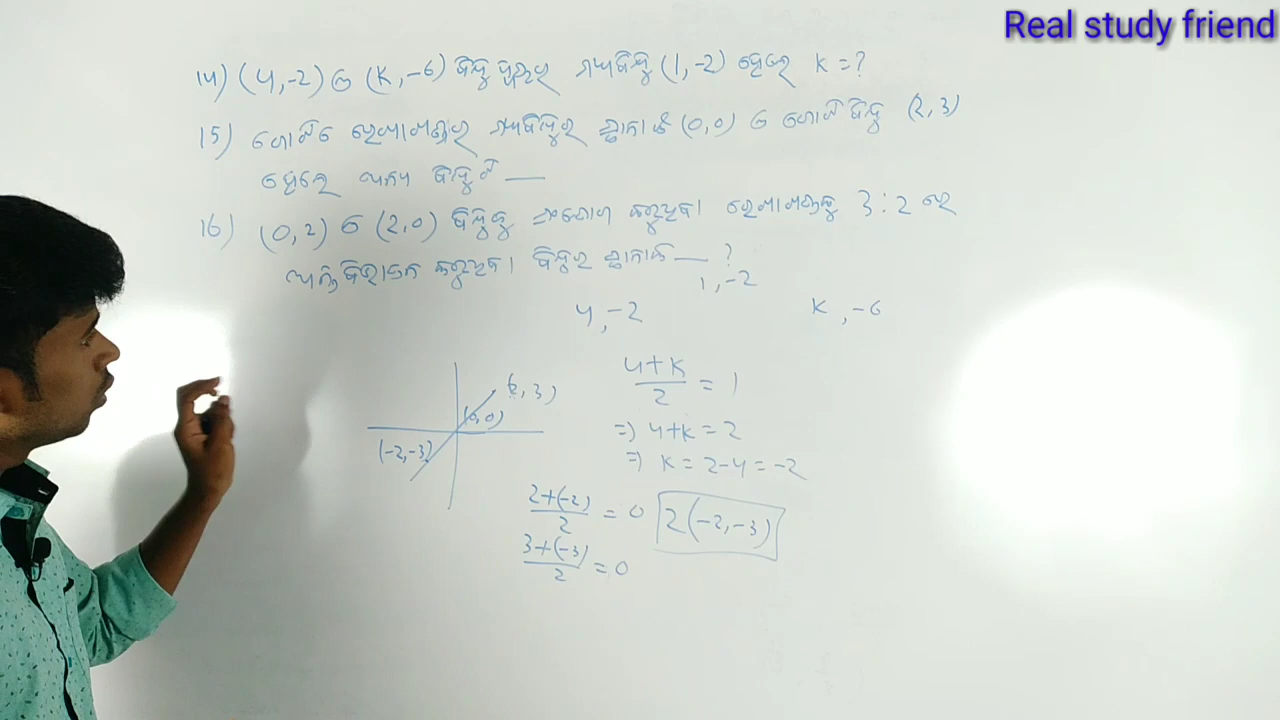 Real study friend
14) (4,-2) ଓ (K,-6) ବିନ୍ଦୁ ଦ୍ୱୟର ମଧ୍ୟବିନ୍ଦୁ (1,-2) ହେଲେ K=?
15) ଗୋଟିଏ ରେଖାଖଣ୍ଡର ମଧ୍ୟବିନ୍ଦୁର ସ୍ଥାନାଙ୍କ (0,0) ଓ ଗୋଟିଏ ବିନ୍ଦୁ (2,3)
ହେଲେ ଅନ୍ୟ ବିନ୍ଦୁଟି —
16) (0,2) ଓ (2,0) ବିନ୍ଦୁକୁ ସଂଯୋଗ କରୁଥିବା ରେଖାଖଣ୍ଡକୁ 3:2 ରେ
ଅନ୍ତର୍ବିଭାଜନ କରୁଥିବା ବିନ୍ଦୁର ସ୍ଥାନାଙ୍କ — ?
1,-2
4,-2 K,-6
(2,3)
(0,0)
(-2,-3)
4+K/2 = 1
=) 4+K=2
=) K=2-4=-2
2+(-2)/2 = 0
2(-2,-3)
3+(-3)/2 = 0